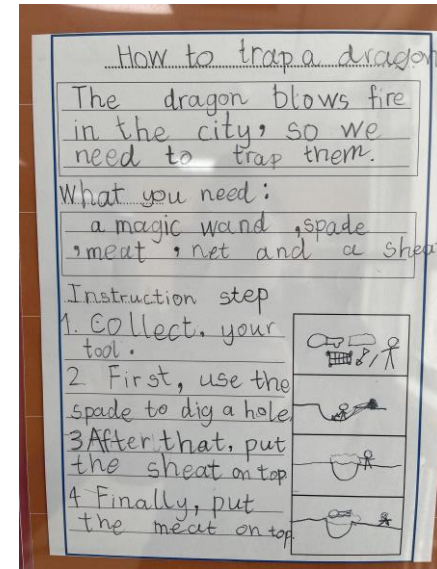 How to trap a dragon
The dragon blows fire
in the city, so we
need to trap them.
What you need:
a magic wand ,spade
,meat , net and a sheat
Instruction step
1. Collect. your
tool.
2 First, use the
spade to dig a hole.
3 After that, put
the sheat on top
4 Finally, put
the meat on top.